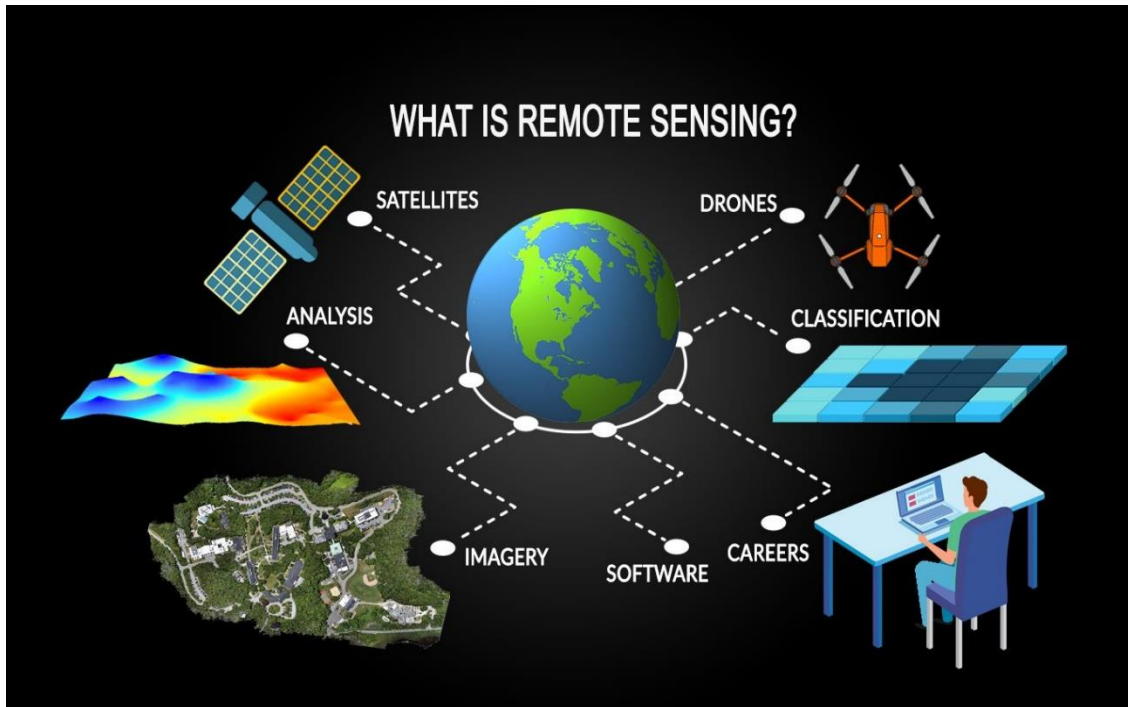 WHAT IS REMOTE SENSING?
SATELLITES
DRONES
ANALYSIS
CLASSIFICATION
IMAGERY
SOFTWARE
CAREERS